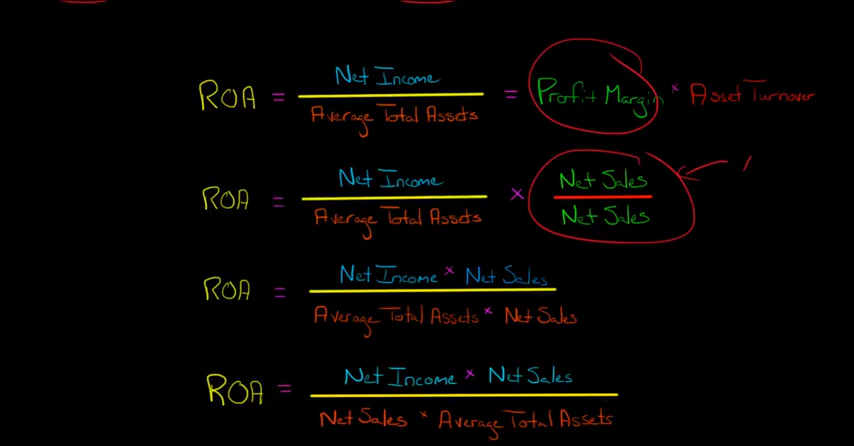 ROA = Net Income / Average Total Assets = Profit Margin × Asset Turnover
ROA = Net Income / Average Total Assets × Net Sales / Net Sales
ROA = Net Income × Net Sales / Average Total Assets × Net Sales
ROA = Net Income × Net Sales / Net Sales × Average Total Assets